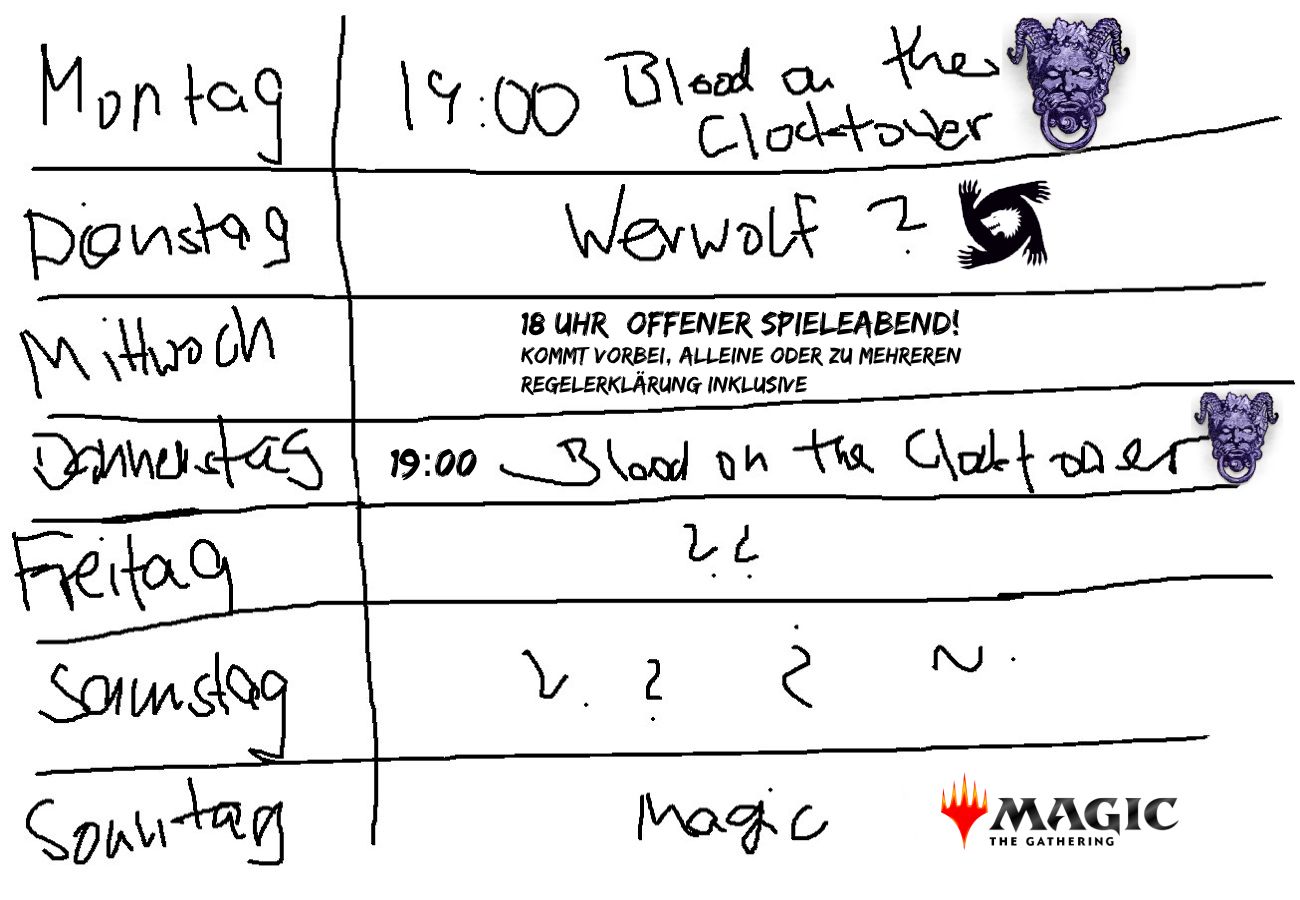 Montag 19:00 Blood on the
Clocktower
Dienstag Werwolf ?
Mittwoch 18 UHR OFFENER SPIELEABEND!
KOMMT VORBEI, ALLEINE ODER ZU MEHREREN
REGELERKLÄRUNG INKLUSIVE
Donnerstag 19:00 Blood on the Clocktower
Freitag ? ?
Samstag ? ? ? ?
Sonntag Magic MAGIC
THE GATHERING